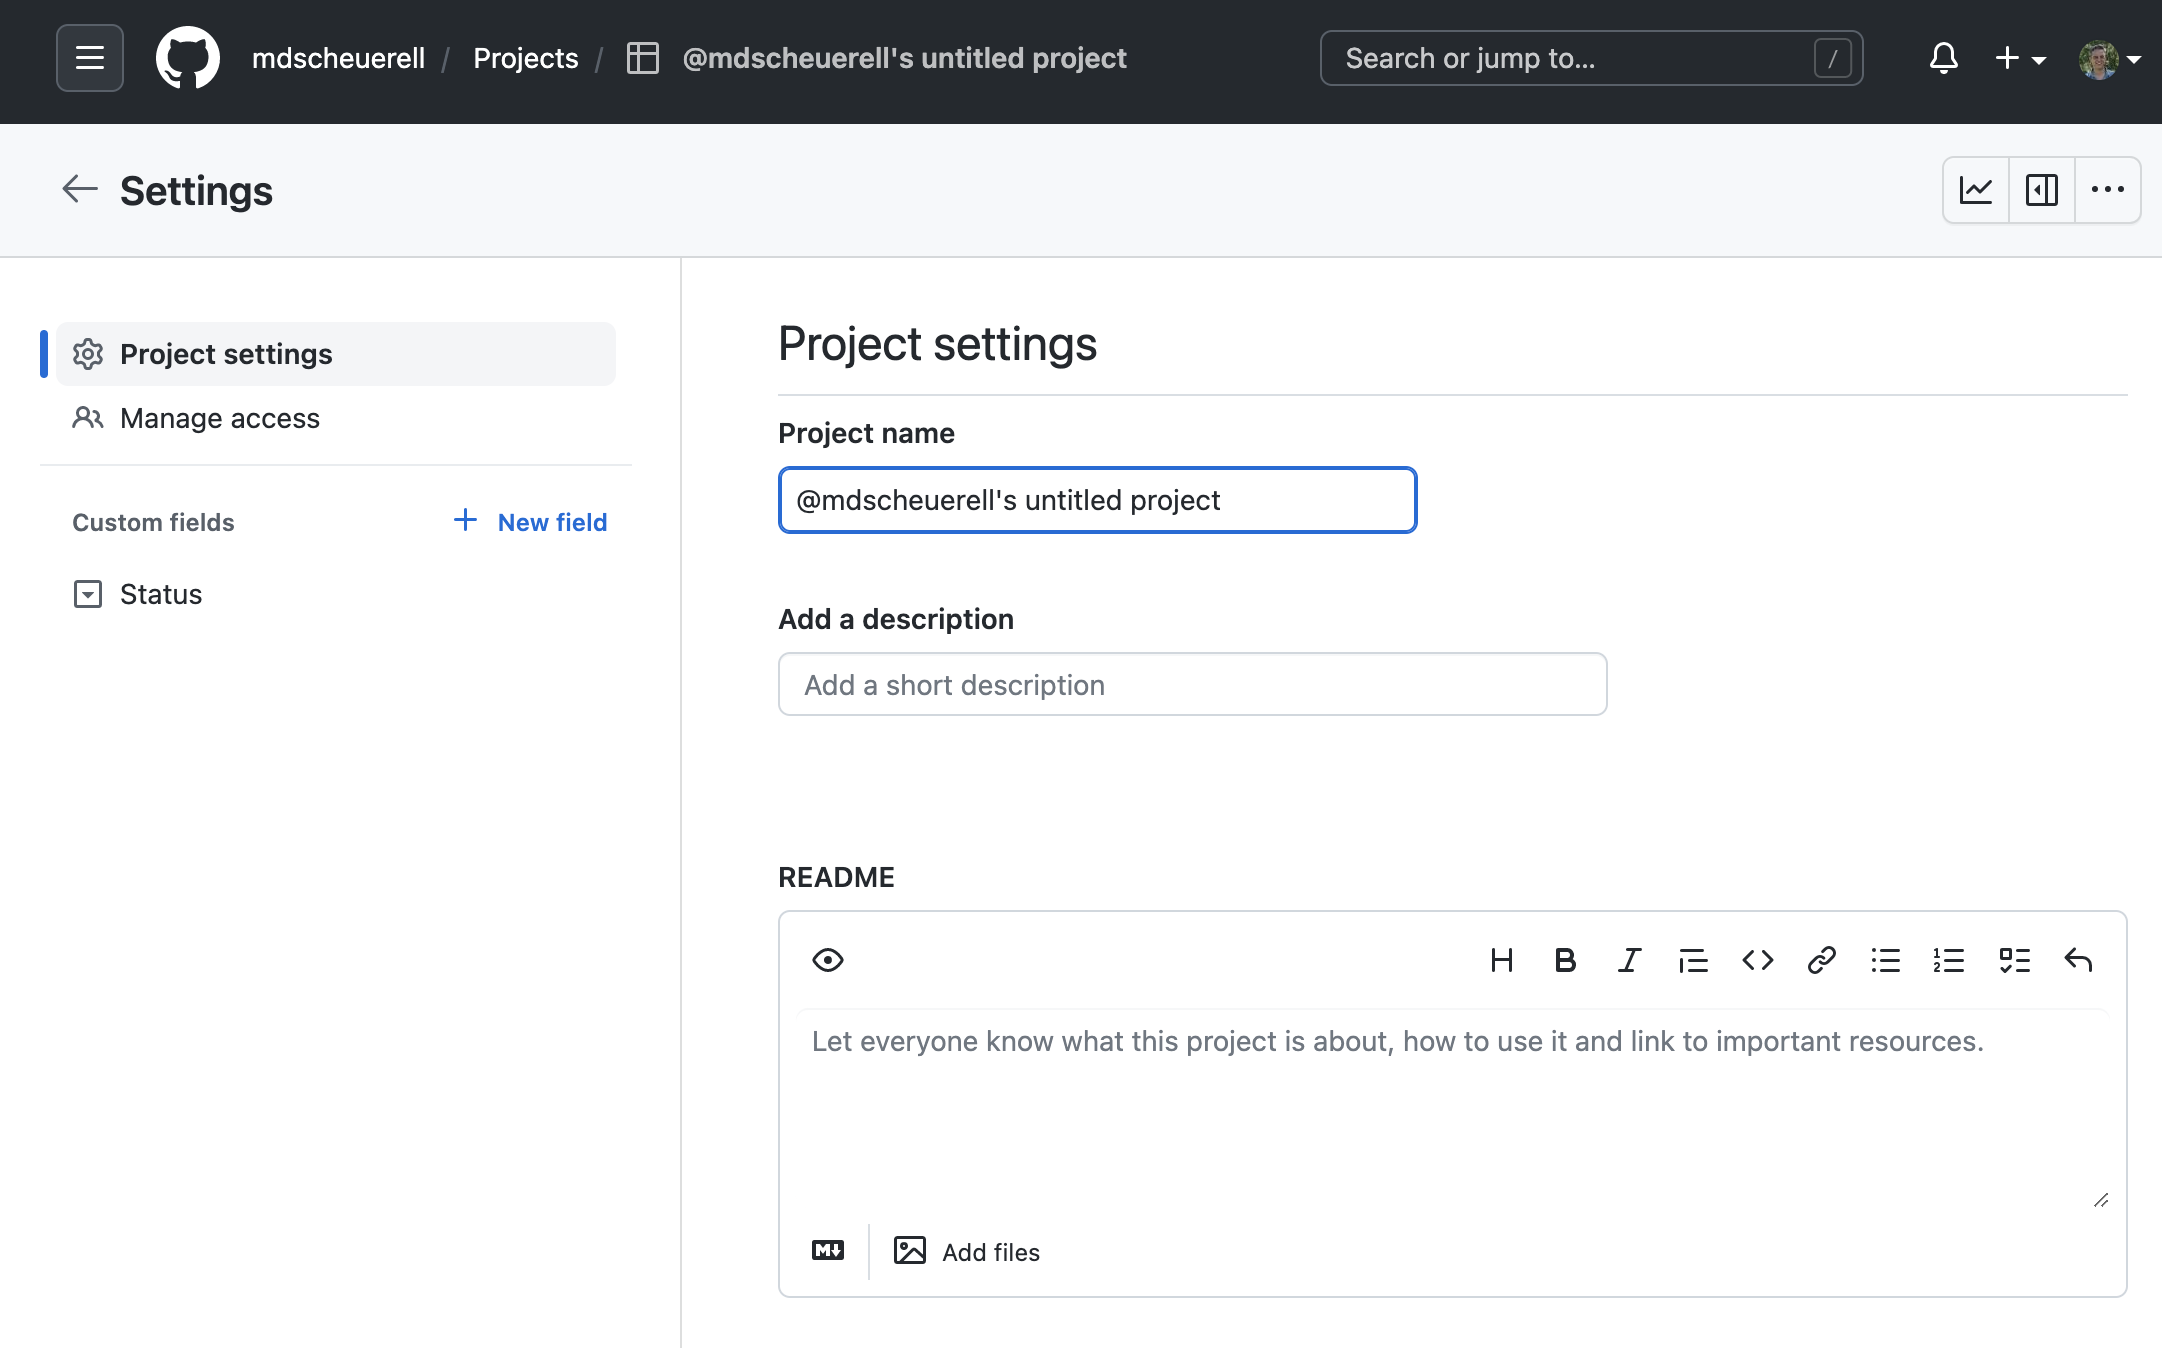 mdscheuerell / Projects / @mdscheuerell's untitled project Search or jump to... /
Settings
Project settings
Manage access
Custom fields New field
Status
Project settings
Project name
@mdscheuerell's untitled project
Add a description
Add a short description
README
H B I
Let everyone know what this project is about, how to use it and link to important resources.
M Add files